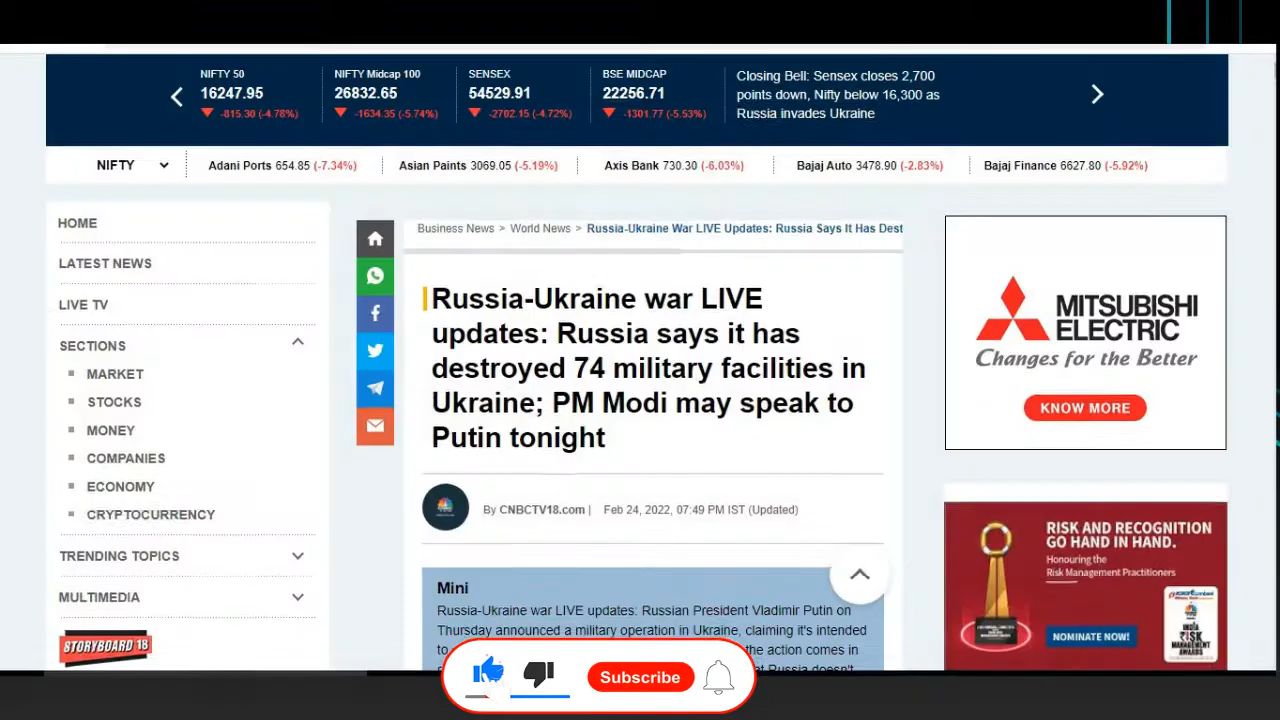 NIFTY 50
16247.95
-815.30 (-4.78%)
NIFTY Midcap 100
26832.65
-1634.35 (-5.74%)
SENSEX
54529.91
-2702.15 (-4.72%)
BSE MIDCAP
22256.71
-1301.77 (-5.53%)
Closing Bell: Sensex closes 2,700
points down, Nifty below 16,300 as
Russia invades Ukraine
NIFTY
Adani Ports 654.85 (-7.34%)
Asian Paints 3069.05 (-5.19%)
Axis Bank 730.30 (-6.03%)
Bajaj Auto 3478.90 (-2.83%)
Bajaj Finance 6627.80 (-5.92%)
HOME
LATEST NEWS
LIVE TV
SECTIONS
MARKET
STOCKS
MONEY
COMPANIES
ECONOMY
CRYPTOCURRENCY
TRENDING TOPICS
MULTIMEDIA
STORYBOARD 18
Business News > World News > Russia-Ukraine War LIVE Updates: Russia Says It Has Dest
Russia-Ukraine war LIVE
updates: Russia says it has
destroyed 74 military facilities in
Ukraine; PM Modi may speak to
Putin tonight
By CNBCTV18.com | Feb 24, 2022, 07:49 PM IST (Updated)
Mini
Russia-Ukraine war LIVE updates: Russian President Vladimir Putin on
Thursday announced a military operation in Ukraine, claiming it's intended
the action comes in
Russia doesn't
Subscribe
MITSUBISHI
ELECTRIC
Changes for the Better
KNOW MORE
RISK AND RECOGNITION
GO HAND IN HAND.
Honouring the
Risk Management Practitioners
INDIA
RISK
MANAGEMENT
AWARDS
NOMINATE NOW!